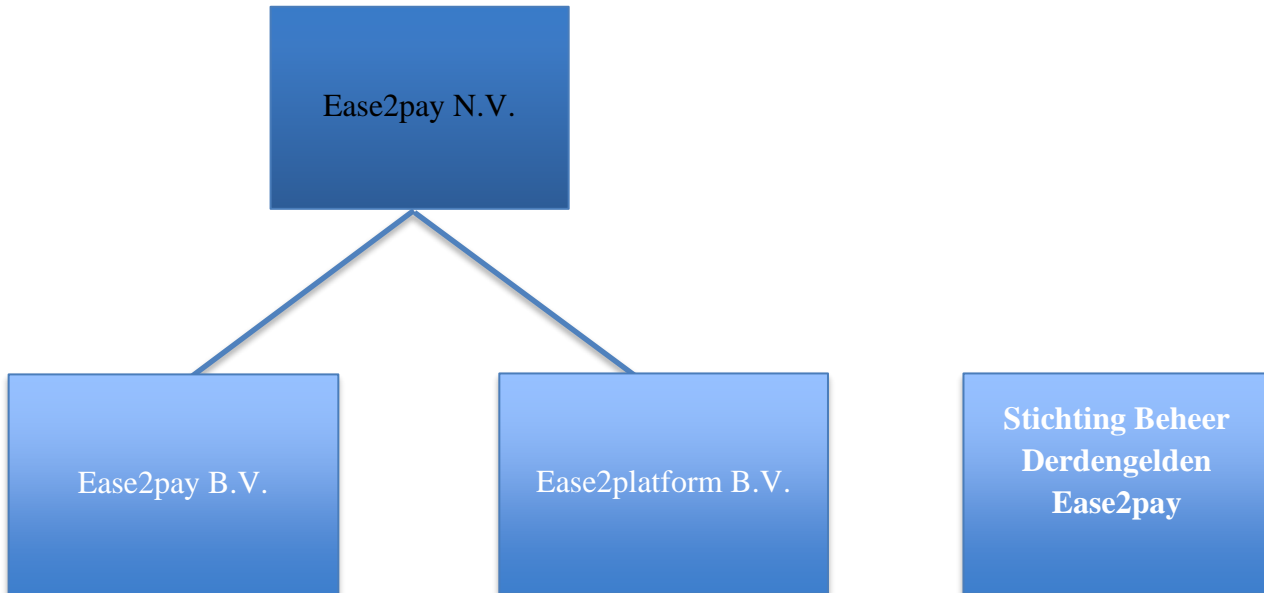 Ease2pay N.V.
Ease2pay B.V.
Ease2platform B.V.
Stichting Beheer
Derdengelden
Ease2pay